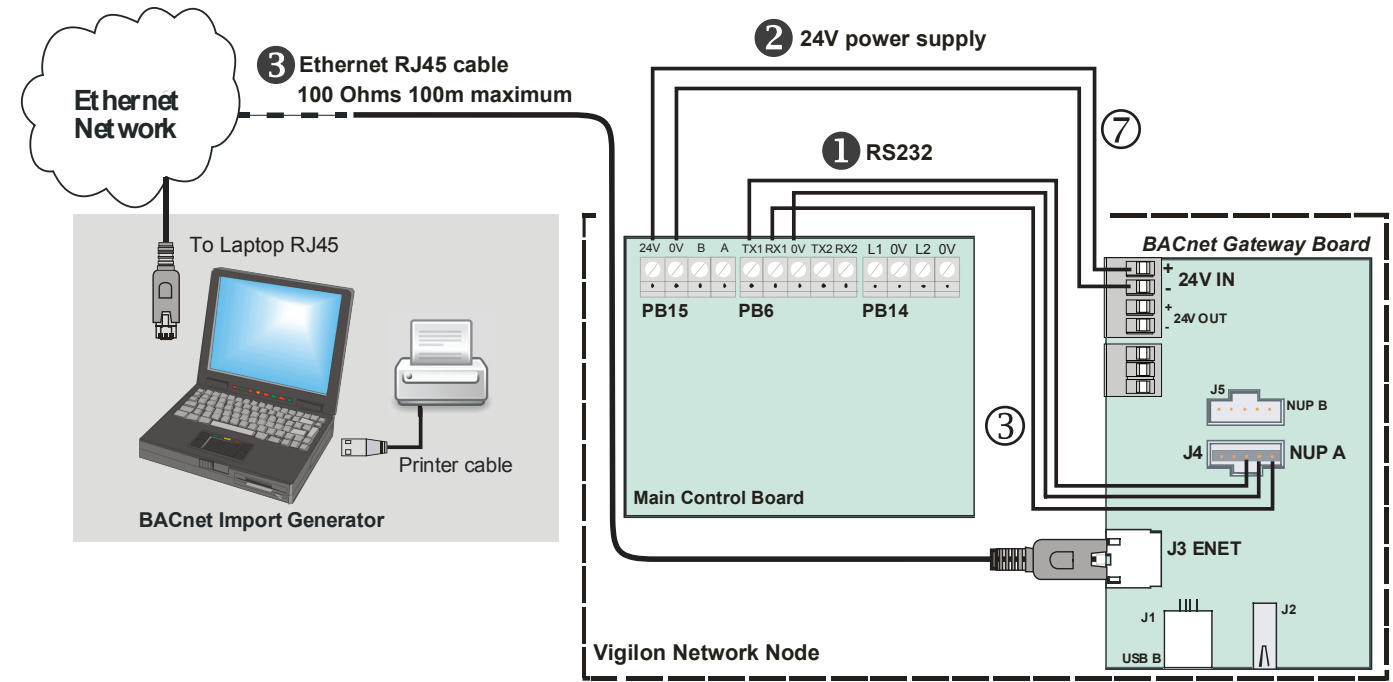 ❷ 24V power supply
❸ Ethernet RJ45 cable
100 Ohms 100m maximum
Ethernet
Network
⑦
❶ RS232
To Laptop RJ45
Printer cable
BACnet Import Generator
24V 0V B A TX1 RX1 0V TX2 RX2 L1 0V L2 0V
PB15 PB6 PB14
Main Control Board
③
BACnet Gateway Board
+
24V IN
-
+
24V OUT
-
J5
NUP B
J4 NUP A
J3 ENET
J1
J2
USB B
Vigilon Network Node